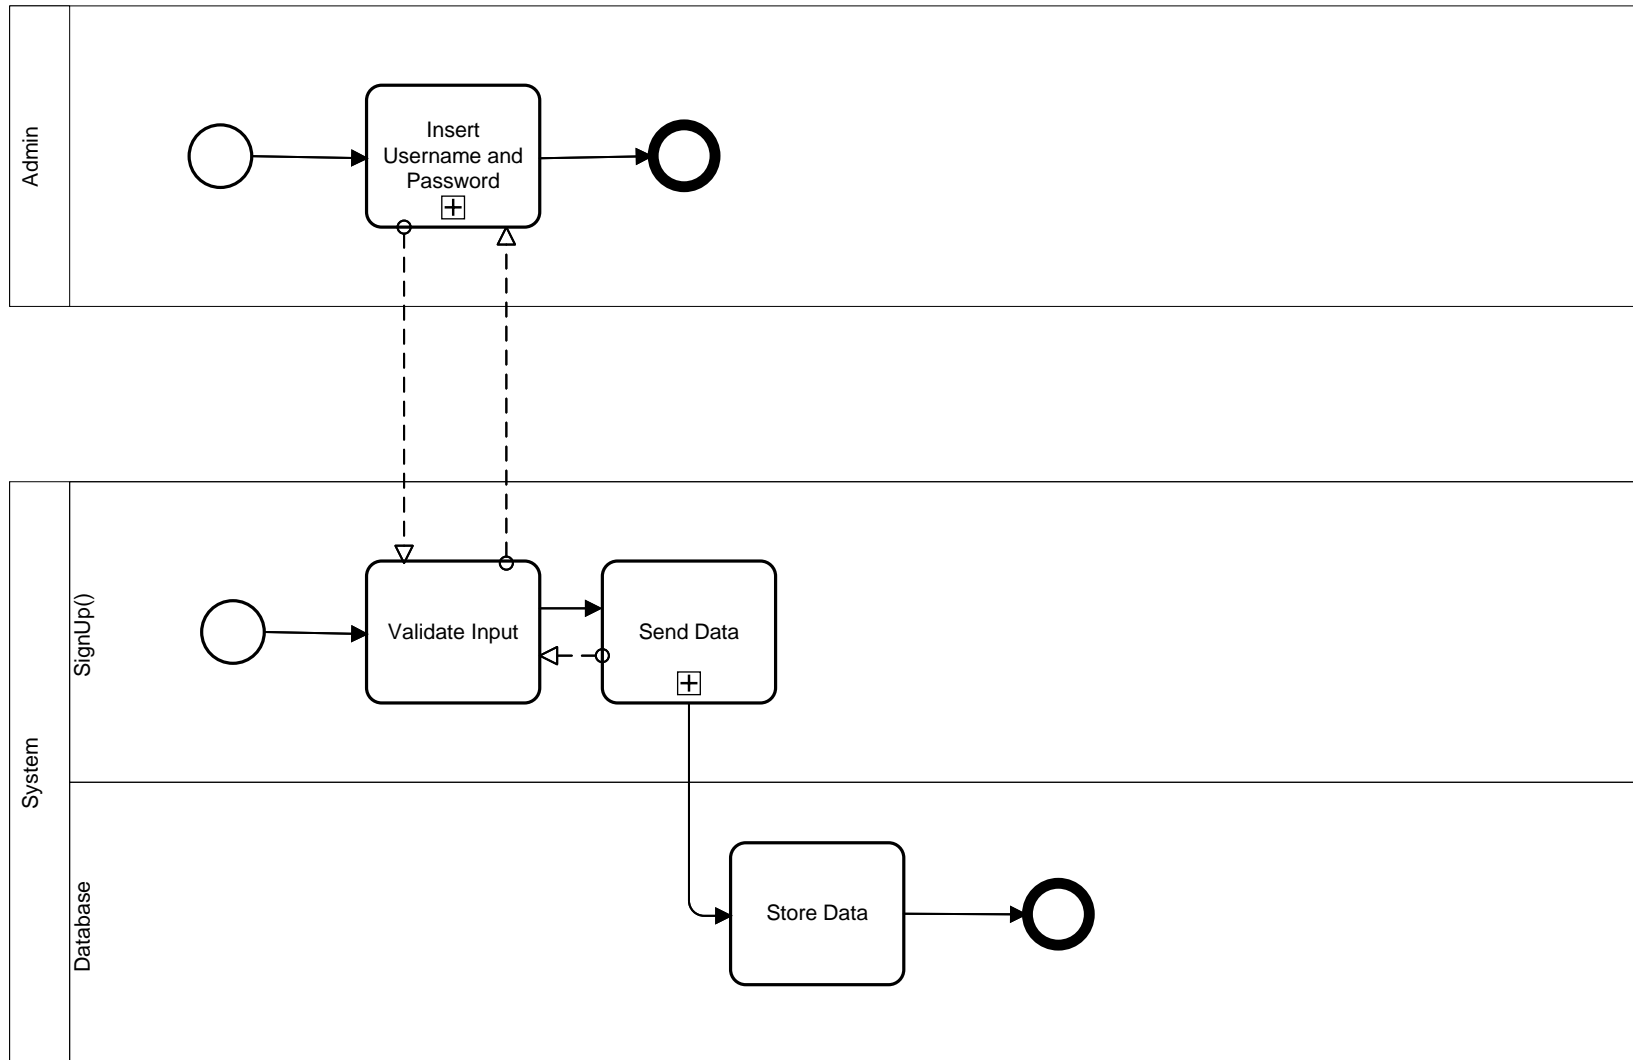 Admin
Insert
Username and
Password
System
SignUp()
Validate Input
Send Data
Database
Store Data